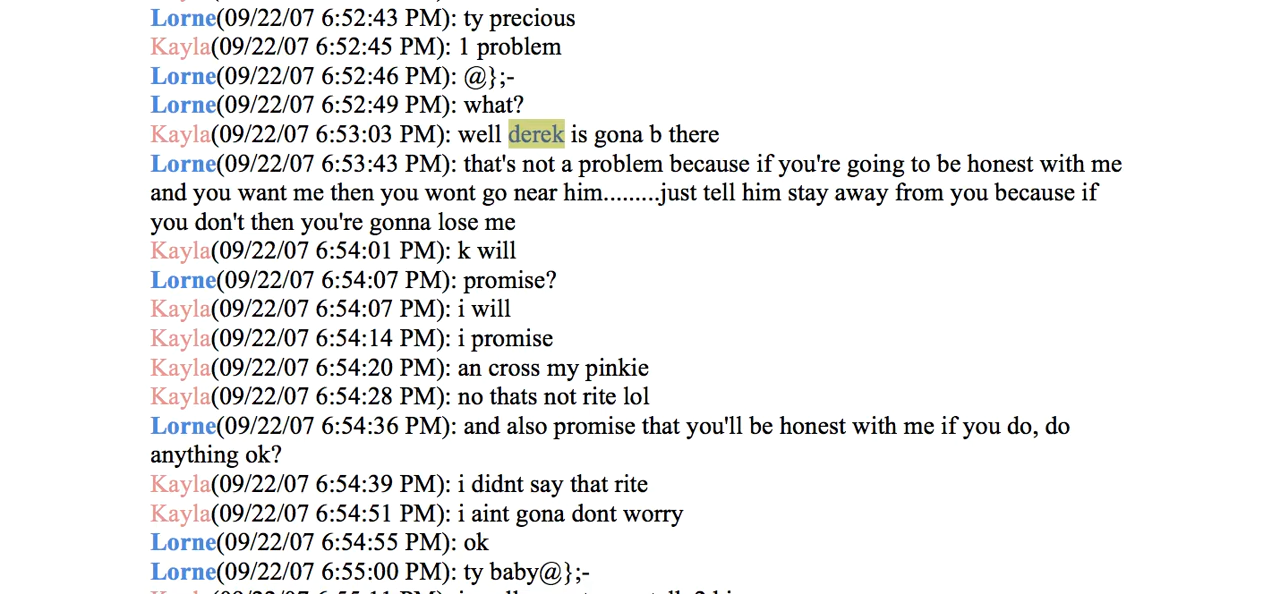 Lorne(09/22/07 6:52:43 PM): ty precious
Kayla(09/22/07 6:52:45 PM): 1 problem
Lorne(09/22/07 6:52:46 PM): @};-
Lorne(09/22/07 6:52:49 PM): what?
Kayla(09/22/07 6:53:03 PM): well derek is gona b there
Lorne(09/22/07 6:53:43 PM): that's not a problem because if you're going to be honest with me
and you want me then you wont go near him.........just tell him stay away from you because if
you don't then you're gonna lose me
Kayla(09/22/07 6:54:01 PM): k will
Lorne(09/22/07 6:54:07 PM): promise?
Kayla(09/22/07 6:54:07 PM): i will
Kayla(09/22/07 6:54:14 PM): i promise
Kayla(09/22/07 6:54:20 PM): an cross my pinkie
Kayla(09/22/07 6:54:28 PM): no thats not rite lol
Lorne(09/22/07 6:54:36 PM): and also promise that you'll be honest with me if you do, do
anything ok?
Kayla(09/22/07 6:54:39 PM): i didnt say that rite
Kayla(09/22/07 6:54:51 PM): i aint gona dont worry
Lorne(09/22/07 6:54:55 PM): ok
Lorne(09/22/07 6:55:00 PM): ty baby@};-